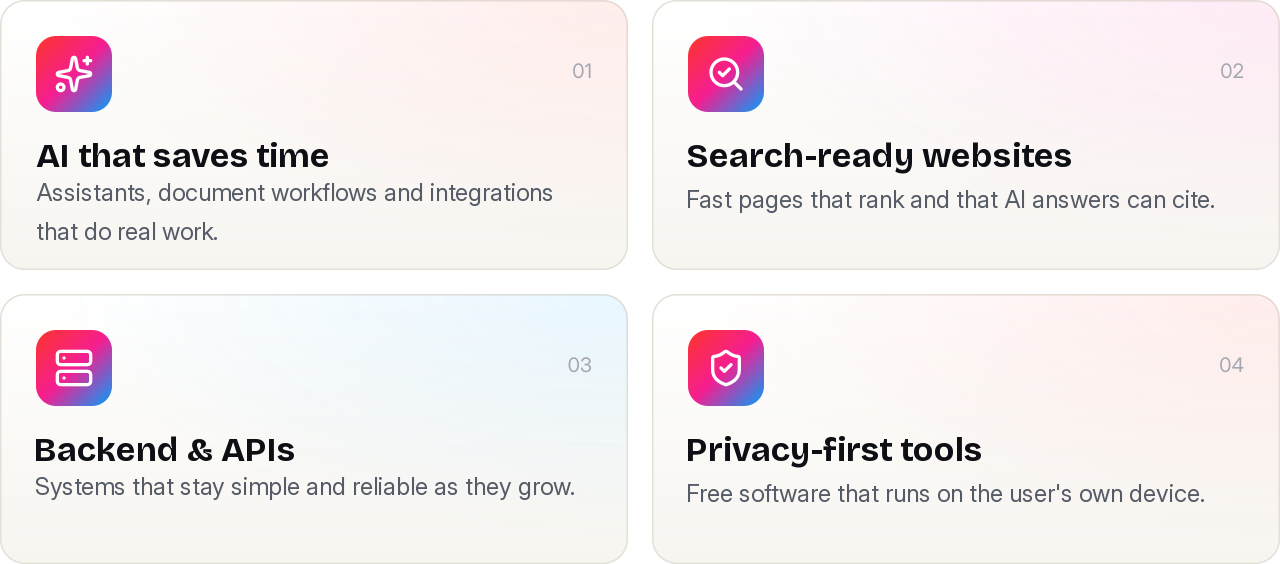 01
AI that saves time
Assistants, document workflows and integrations
that do real work.
02
Search-ready websites
Fast pages that rank and that AI answers can cite.
03
Backend & APIs
Systems that stay simple and reliable as they grow.
04
Privacy-first tools
Free software that runs on the user's own device.